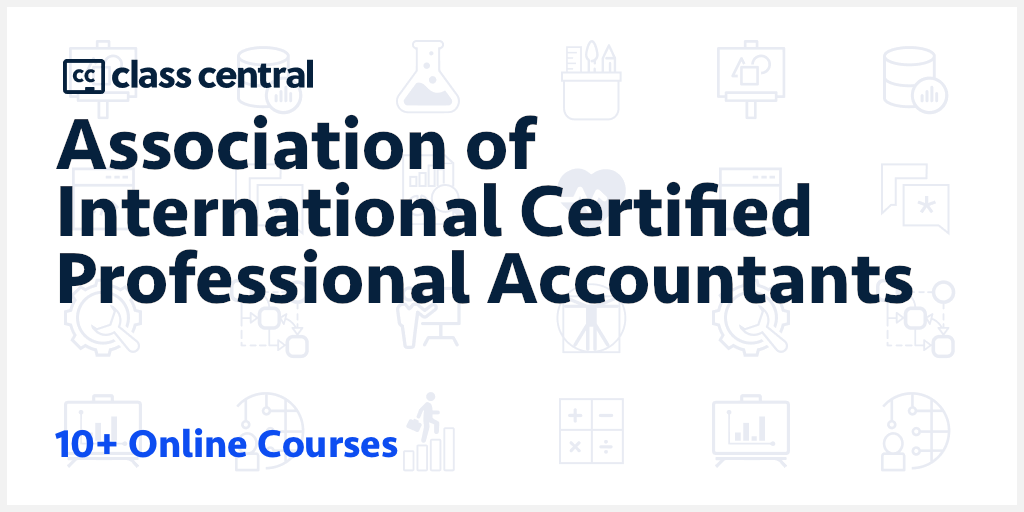 cc class central
Association of
International Certified
Professional Accountants
10+ Online Courses